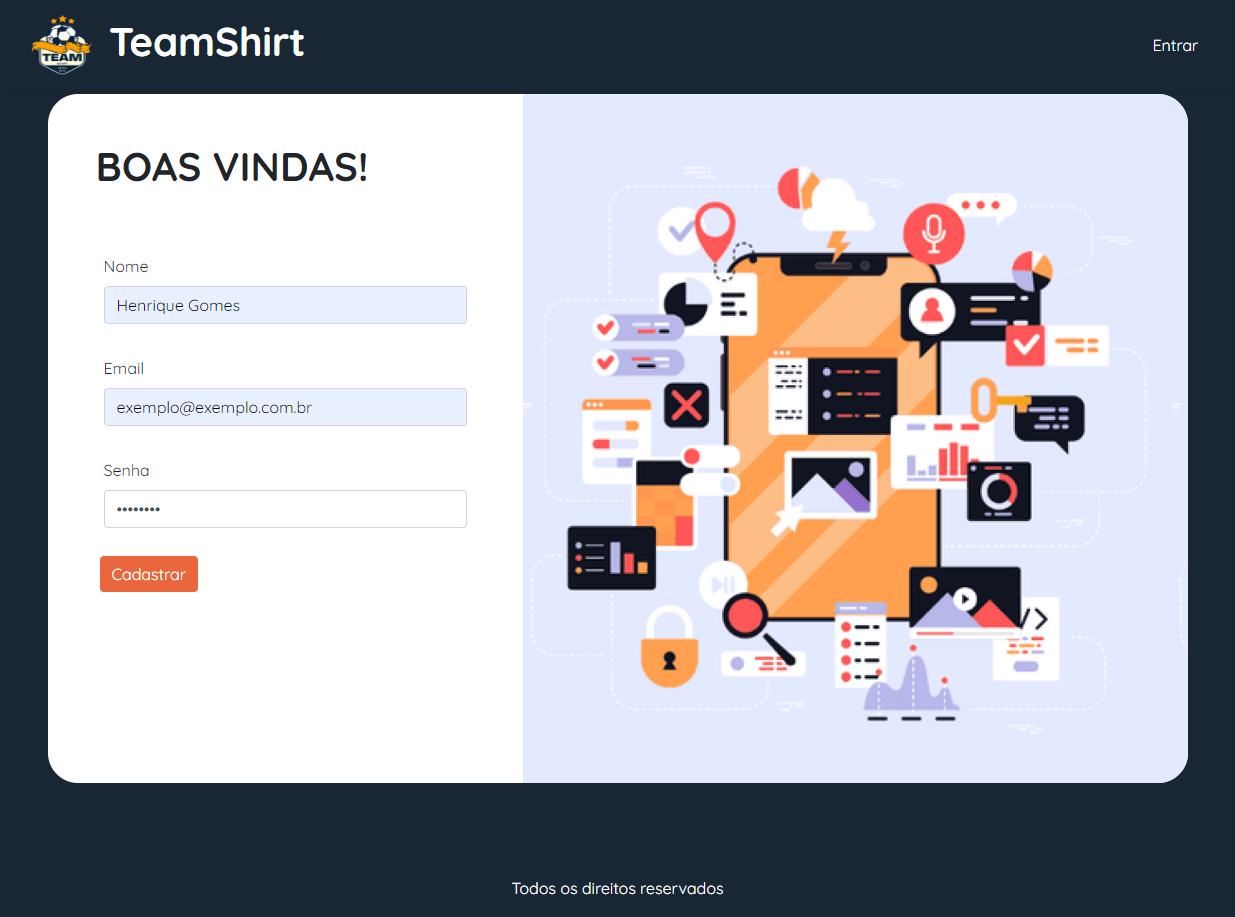 TEAM
TeamShirt
Entrar
BOAS VINDAS!
Nome
Henrique Gomes
Email
exemplo@exemplo.com.br
Senha
••••••••
Cadastrar
Todos os direitos reservados